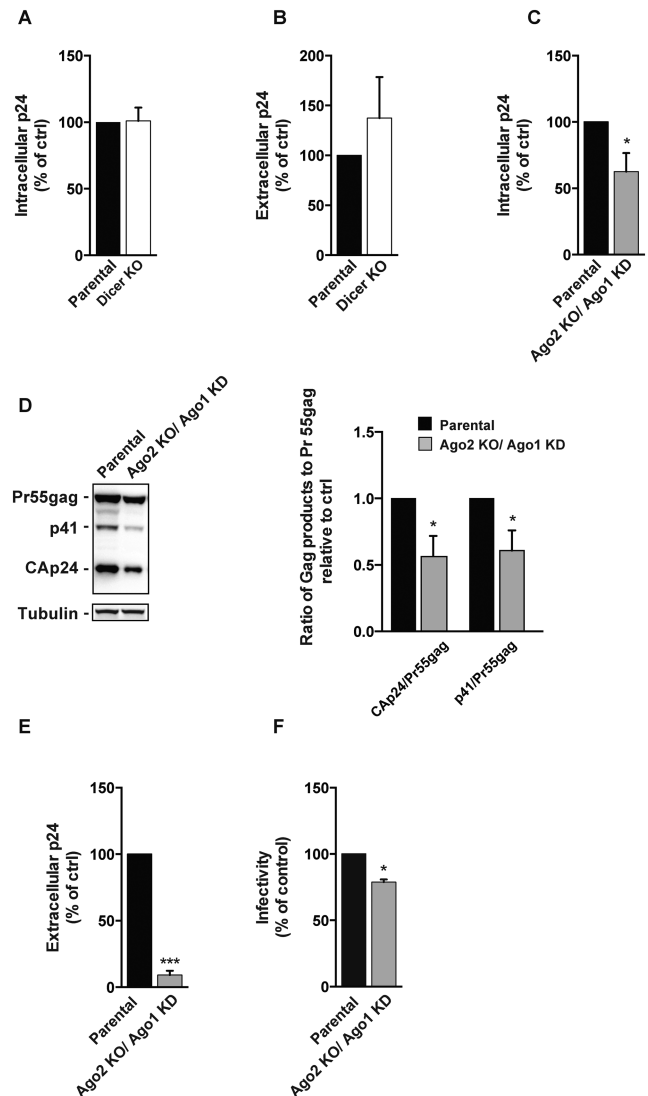 A
Intracellular p24
(% of ctrl)
150
100
50
0
Parental
Dicer KO
B
Extracellular p24
(% of ctrl)
200
150
100
50
0
Parental
Dicer KO
C
Intracellular p24
(% of ctrl)
150
100
50
0
*
Parental
Ago2 KO/ Ago1 KD
D
Parental
Ago2 KO/ Ago1 KD
Pr55gag -
p41 -
CAp24 -
Tubulin -
Parental
Ago2 KO/ Ago1 KD
Ratio of Gag products to Pr 55gag
relative to ctrl
1.5
1.0
0.5
0.0
*
*
CAp24/Pr55gag
p41/Pr55gag
E
Extracellular p24
(% of ctrl)
150
100
50
0
***
Parental
Ago2 KO/ Ago1 KD
F
Infectivity
(% of control)
150
100
50
0
*
Parental
Ago2 KO/ Ago1 KD